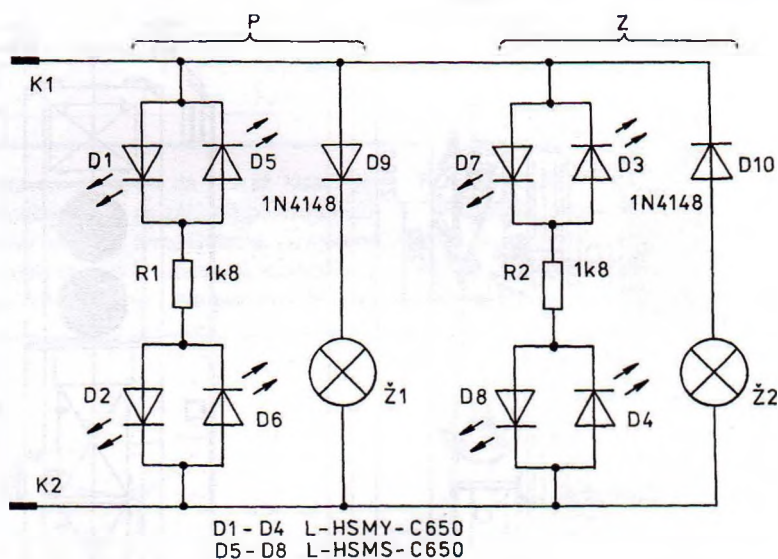 P Z
K1
D1 D5 D9 D7 D3 D10
1N4148 1N4148
R1 1k8 R2 1k8
D2 D6 Ž1 D8 D4 Ž2
K2
D1-D4 L-HSMY-C650
D5-D8 L-HSMS-C650